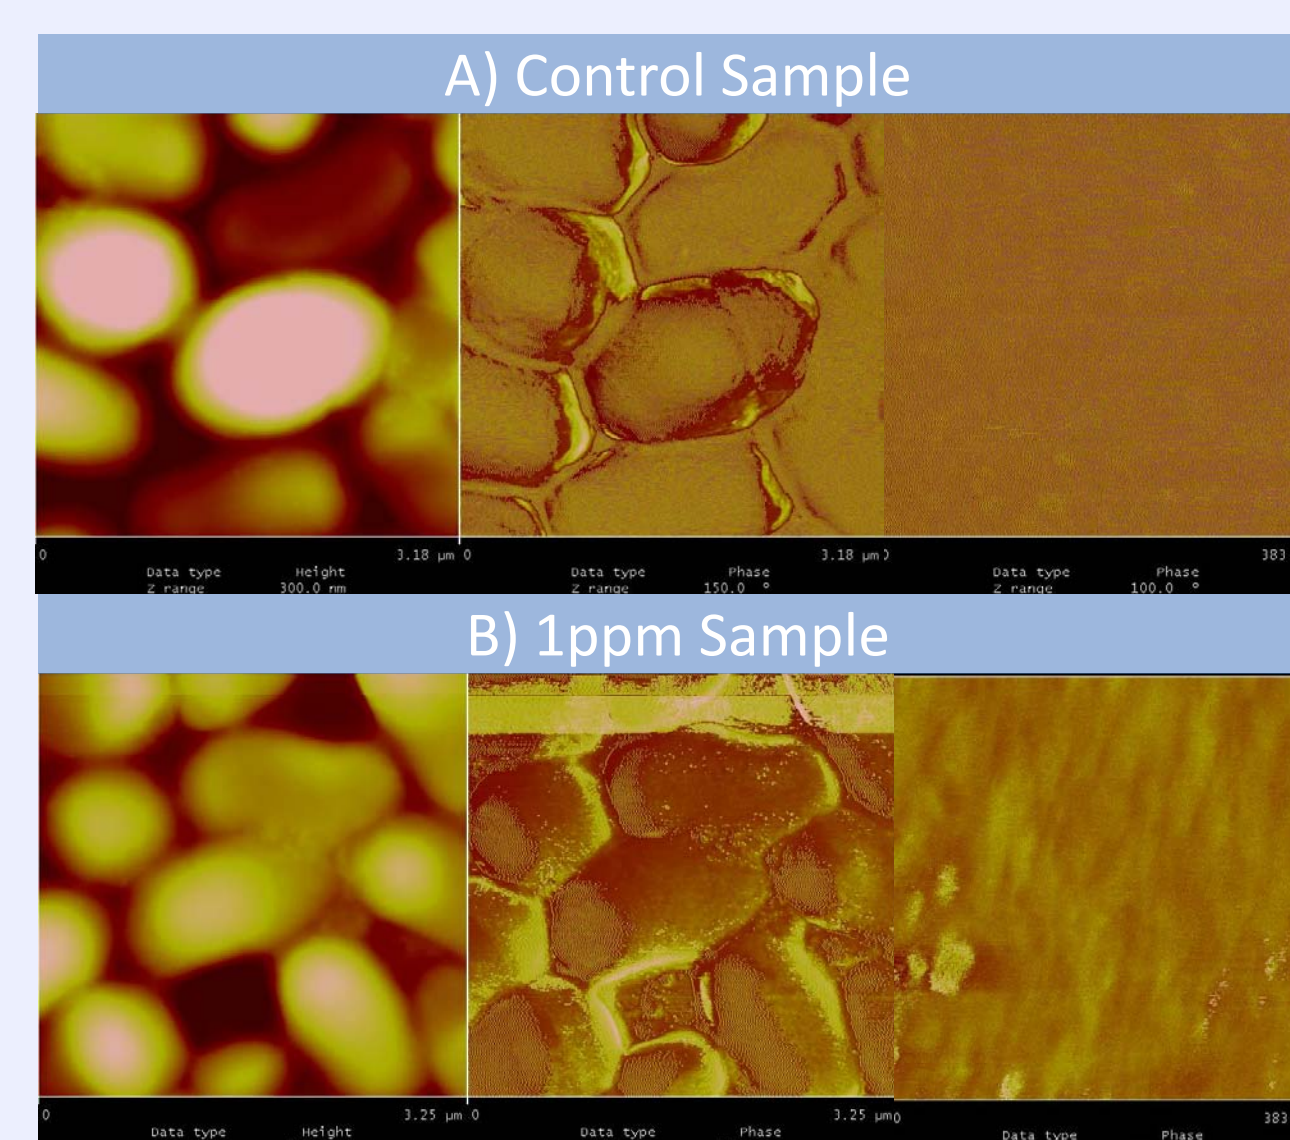 A) Control Sample
0 3.18 µm 0 3.18 µm 383
Data type Height Data type Phase Data type Phase
Z range 300.0 nm Z range 150.0 º Z range 100.0 º
B) 1ppm Sample
0 3.25 µm 0 3.25 µm 0 383
Data type Height Data type Phase Data type Phase